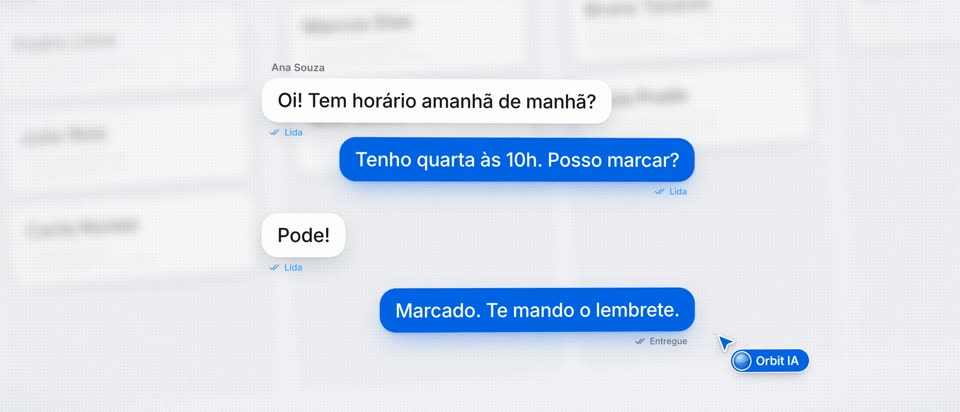 Ana Souza
Oi! Tem horário amanhã de manhã?
Lida
Tenho quarta às 10h. Posso marcar?
Lida
Pode!
Lida
Marcado. Te mando o lembrete.
Entregue
Orbit IA